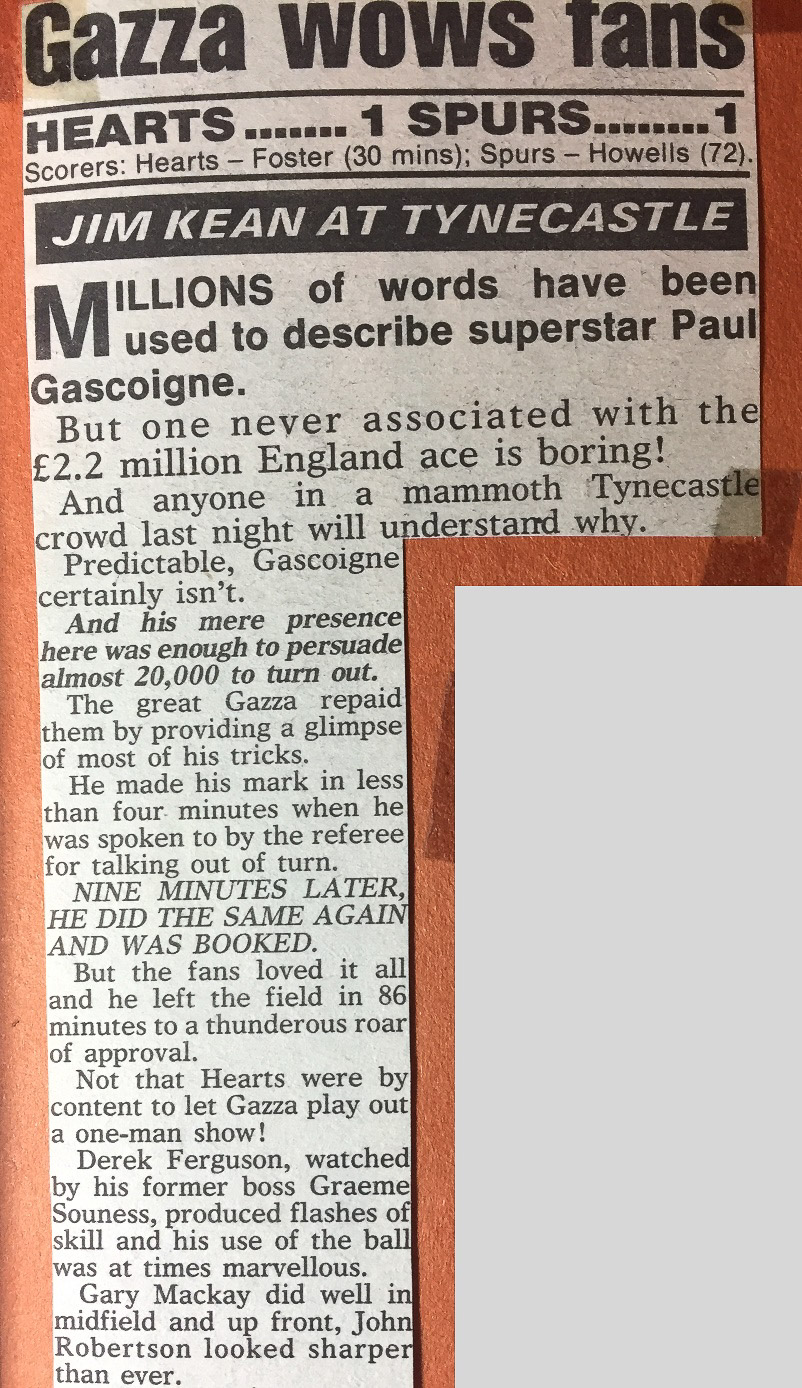 Gazza wows fans
HEARTS....... 1 SPURS.........1
Scorers: Hearts – Foster (30 mins); Spurs – Howells (72).
JIM KEAN AT TYNECASTLE
MILLIONS of words have been
used to describe superstar Paul
Gascoigne.
But one never associated with the
£2.2 million England ace is boring!
And anyone in a mammoth Tynecastle
crowd last night will understand why.
Predictable, Gascoigne
certainly isn't.
And his mere presence
here was enough to persuade
almost 20,000 to turn out.
The great Gazza repaid
them by providing a glimpse
of most of his tricks.
He made his mark in less
than four minutes when he
was spoken to by the referee
for talking out of turn.
NINE MINUTES LATER,
HE DID THE SAME AGAIN
AND WAS BOOKED.
But the fans loved it all
and he left the field in 86
minutes to a thunderous roar
of approval.
Not that Hearts were by
content to let Gazza play out
a one-man show!
Derek Ferguson, watched
by his former boss Graeme
Souness, produced flashes of
skill and his use of the ball
was at times marvellous.
Gary Mackay did well in
midfield and up front, John
Robertson looked sharper
than ever.